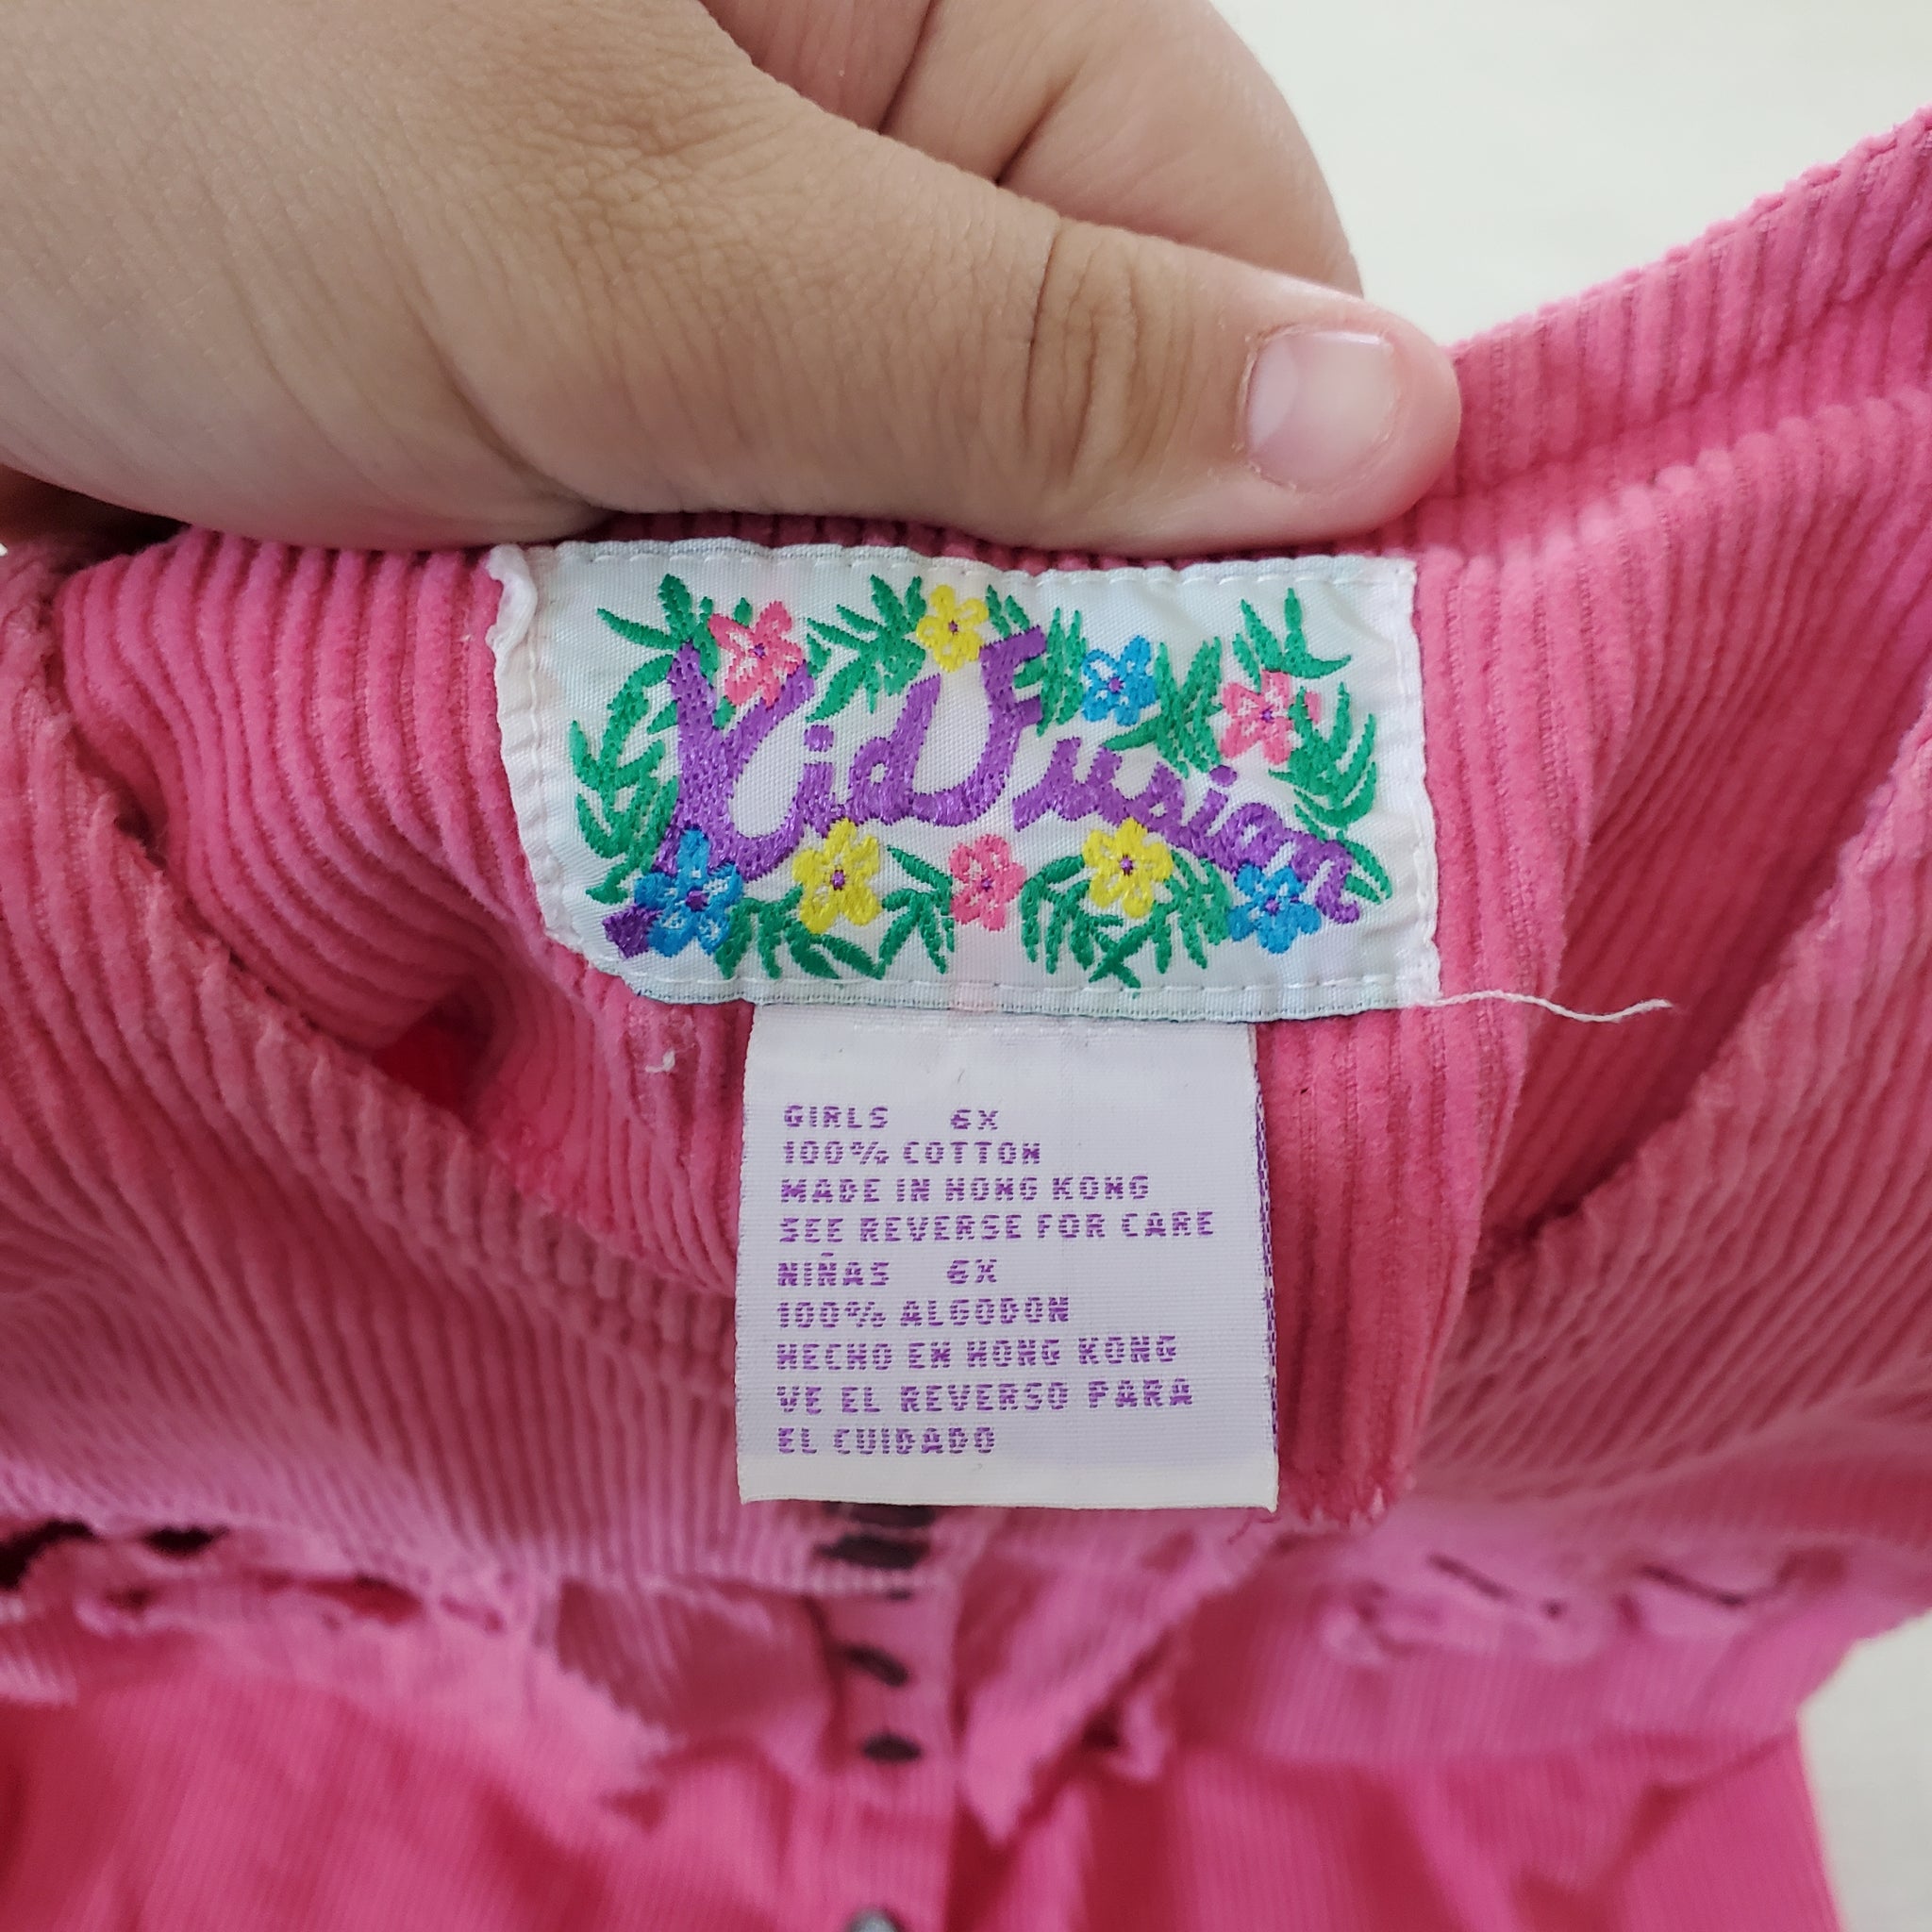 Kid Fusion
GIRLS 6X
100% COTTON
MADE IN HONG KONG
SEE REVERSE FOR CARE
NIÑAS 6X
100% ALGODON
HECHO EN HONG KONG
VE EL REVERSO PARA
EL CUIDADO